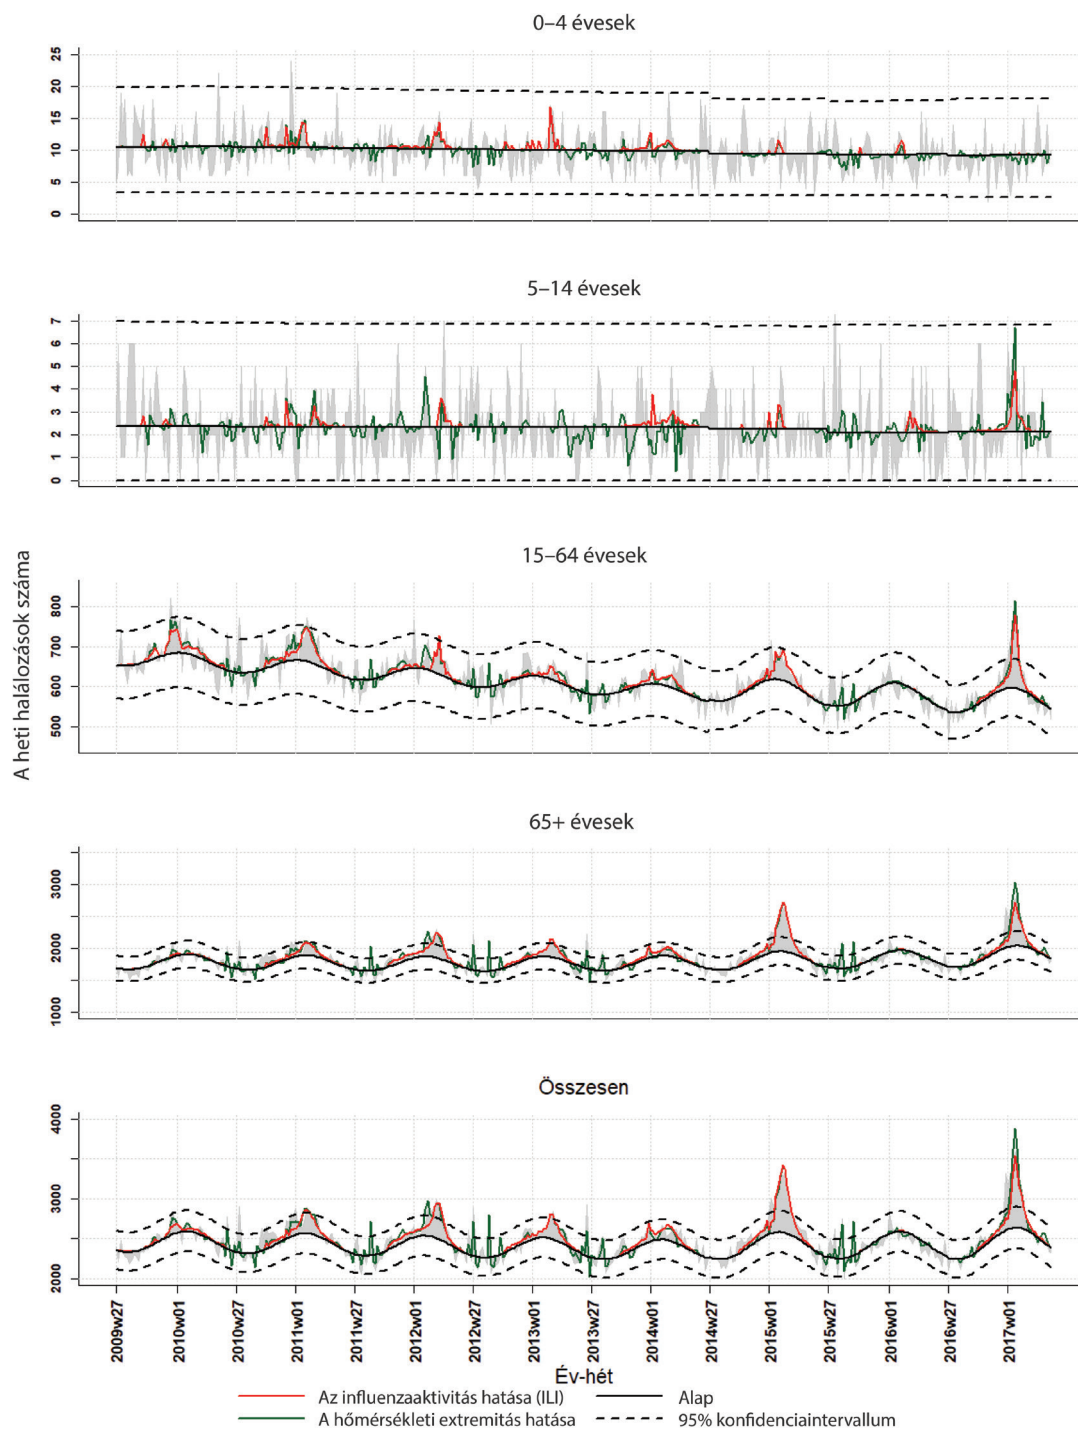 0–4 évesek
25
20
15
10
5
0
5–14 évesek
7
6
5
4
3
2
1
0
A heti halálozások száma
15–64 évesek
800
700
600
500
65+ évesek
3000
2000
1000
Összesen
4000
3000
2000
2009w27
2010w01
2010w27
2011w01
2011w27
2012w01
2012w27
2013w01
2013w27
2014w01
2014w27
2015w01
2015w27
2016w01
2016w27
2017w01
Év-hét
Az influenzaaktivitás hatása (ILI)
Alap
A hőmérsékleti extremitás hatása
95% konfidenciaintervallum